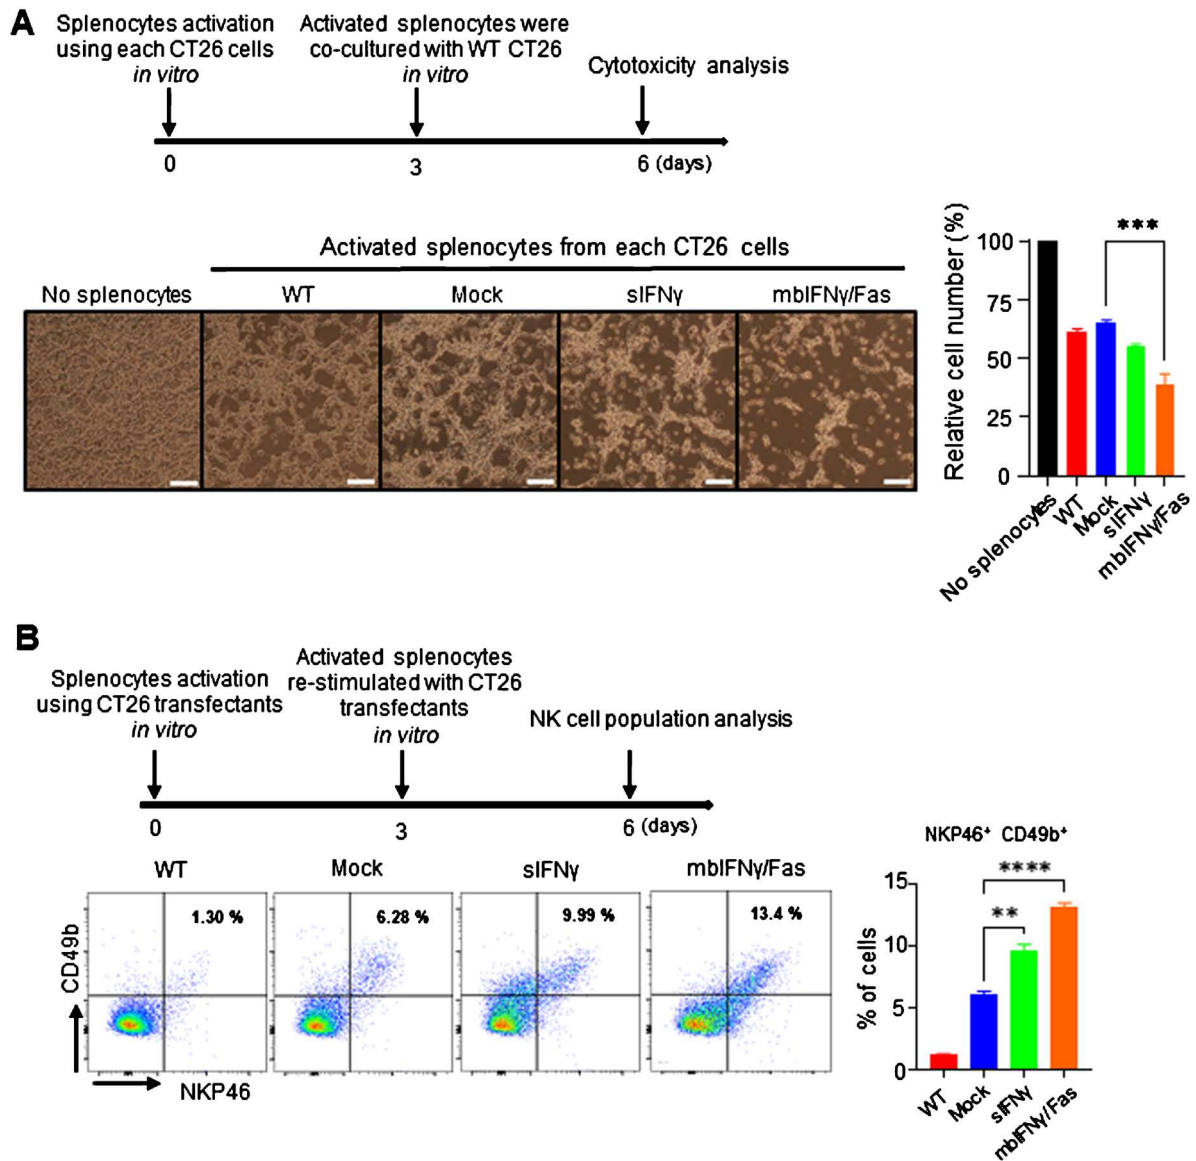 A
Splenocytes activation
using each CT26 cells
in vitro
Activated splenocytes were
co-cultured with WT CT26
in vitro
Cytotoxicity analysis
0
3
6 (days)
Activated splenocytes from each CT26 cells
No splenocytes
WT
Mock
sIFNγ
mbIFNγ/Fas
Relative cell number (%)
100
75
50
25
0
***
No splenocytes
WT
Mock
sIFNγ
mbIFNγ/Fas
B
Splenocytes activation
using CT26 transfectants
in vitro
Activated splenocytes
re-stimulated with CT26
transfectants
in vitro
NK cell population analysis
0
3
6 (days)
WT
Mock
sIFNγ
mbIFNγ/Fas
1.30 %
6.28 %
9.99 %
13.4 %
CD49b
NKP46
NKP46⁺ CD49b⁺
% of cells
15
10
5
0
****
**
WT
Mock
sIFNγ
mbIFNγ/Fas